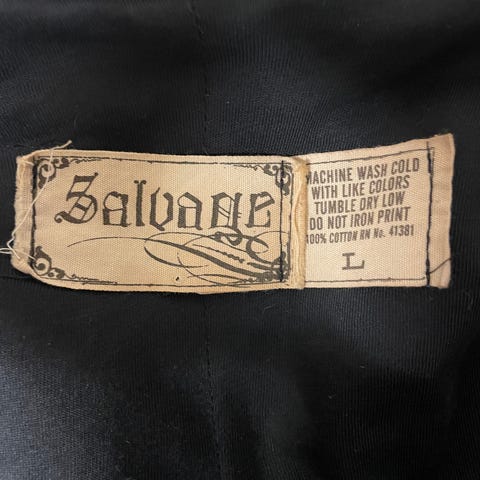 Salvage
MACHINE WASH COLD
WITH LIKE COLORS
TUMBLE DRY LOW
DO NOT IRON PRINT
100% COTTON RN No. 41381
L